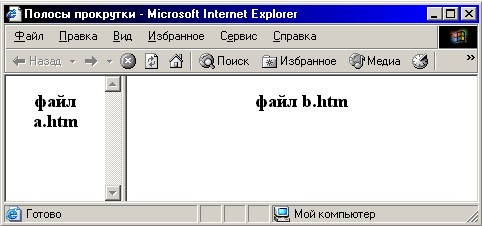 Полосы прокрутки - Microsoft Internet Explorer
Файл Правка Вид Избранное Сервис Справка
Назад Поиск Избранное Медиа »
файл
a.htm
файл b.htm
Готово Мой компьютер